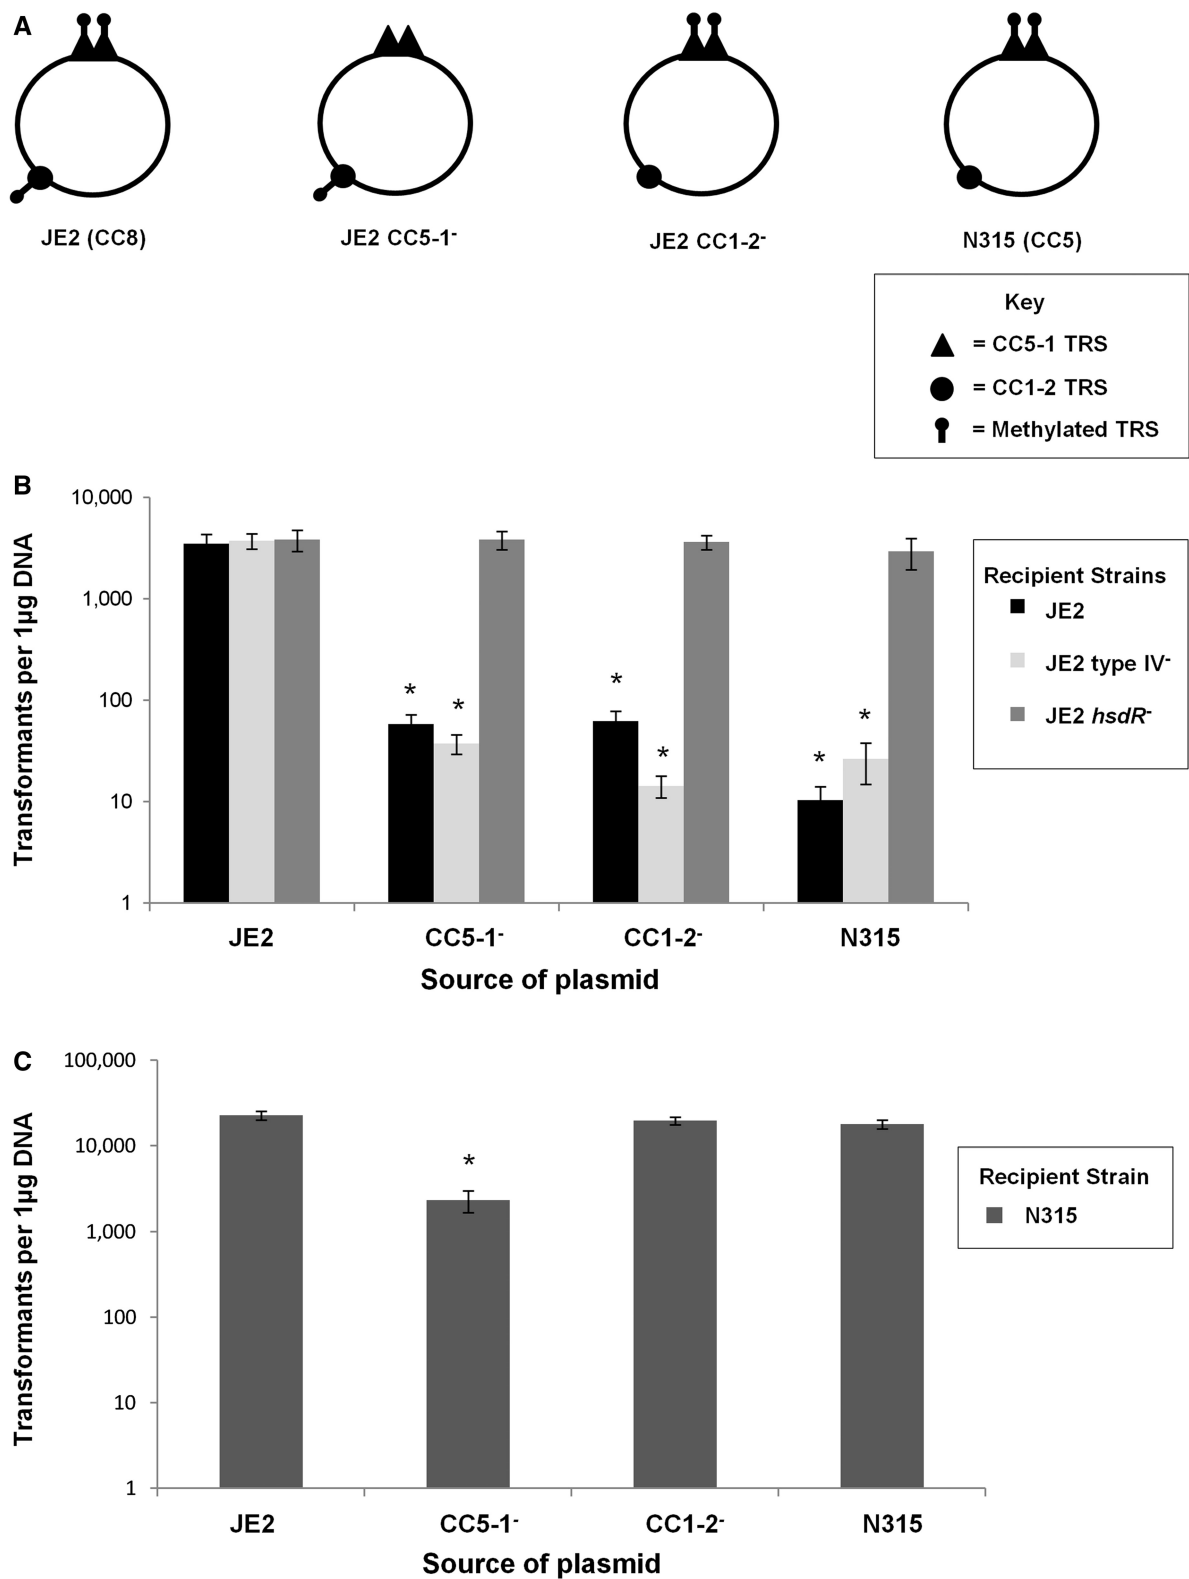 A
JE2 (CC8)
JE2 CC5-1-
JE2 CC1-2-
N315 (CC5)
Key
= CC5-1 TRS
= CC1-2 TRS
= Methylated TRS
B
Transformants per 1µg DNA
10,000
1,000
100
10
1
* * * * * *
JE2
CC5-1-
CC1-2-
N315
Source of plasmid
Recipient Strains
JE2
JE2 type IV-
JE2 hsdR-
C
Transformants per 1µg DNA
100,000
10,000
1,000
100
10
1
*
JE2
CC5-1-
CC1-2-
N315
Source of plasmid
Recipient Strain
N315